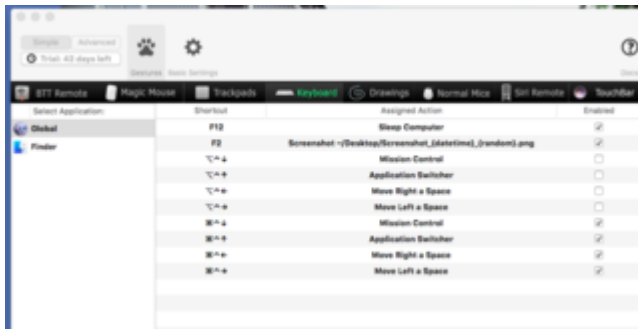 Simple Advanced
Trial: 42 days left
Gestures Basic Settings
BTT Remote Magic Mouse Trackpads Keyboard Drawings Normal Mice Siri Remote TouchBar
Select Application: Shortcut Assigned Action Enabled
Global F12 Sleep Computer
Finder F2 Screenshot ~/Desktop/Screenshot_{datetime}_{random}.png
⌥^↓ Mission Control
⌥^↑ Application Switcher
⌥^← Move Right a Space
⌥^→ Move Left a Space
⌘^↓ Mission Control
⌘^↑ Application Switcher
⌘^← Move Right a Space
⌘^→ Move Left a Space